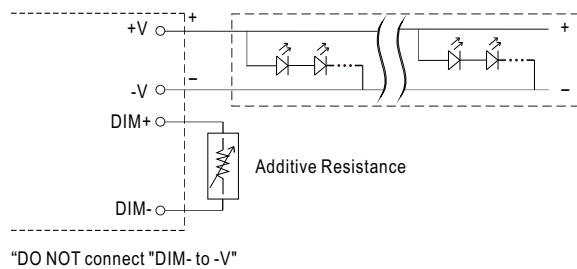 +V
+
+
-V
−
−
DIM+
Additive Resistance
DIM-
“DO NOT connect "DIM- to -V"